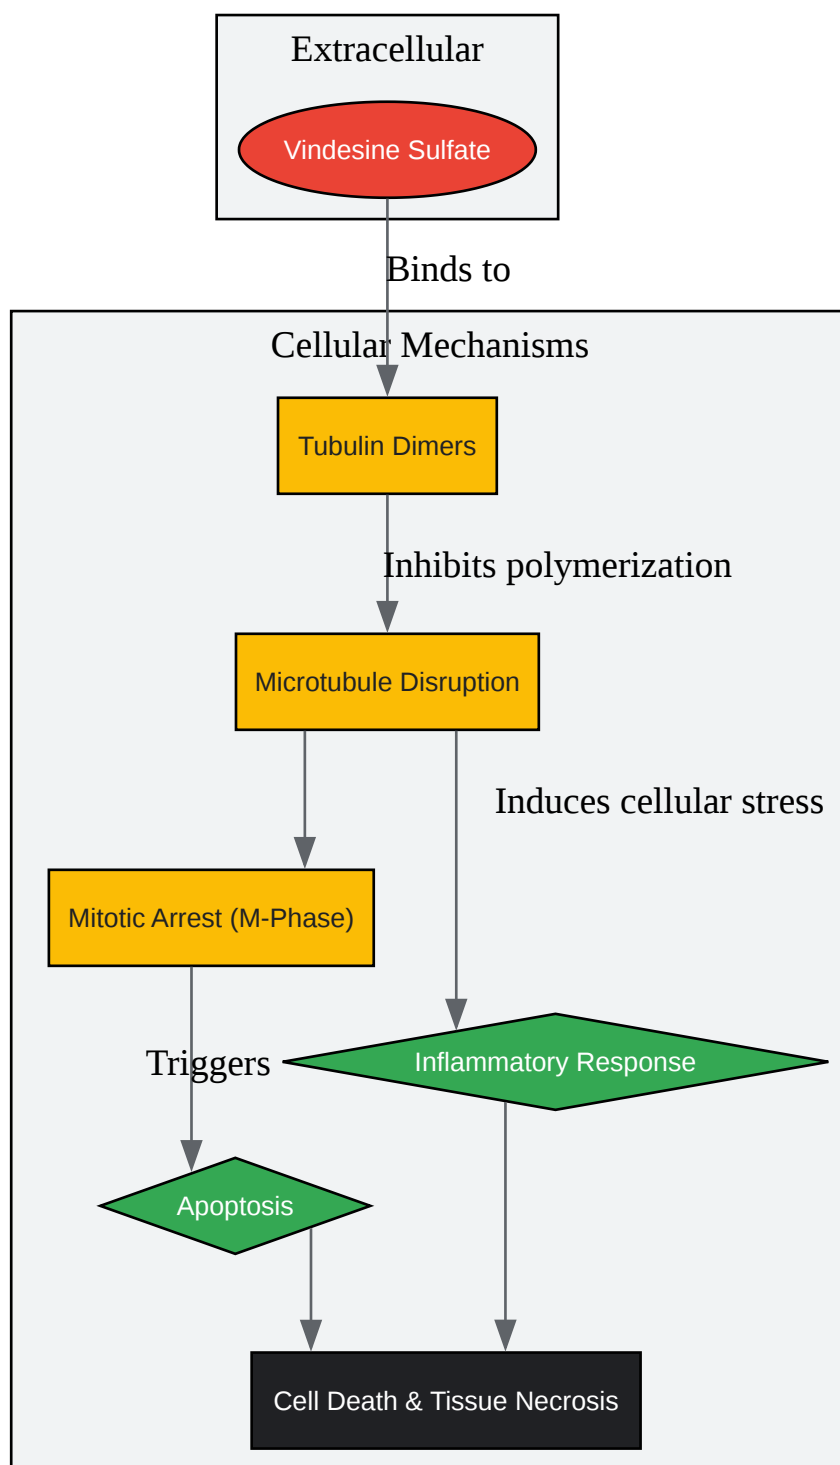 Extracellular
Vindesine Sulfate
Binds to
Cellular Mechanisms
Tubulin Dimers
Inhibits polymerization
Microtubule Disruption
Induces cellular stress
Mitotic Arrest (M-Phase)
Triggers
Inflammatory Response
Apoptosis
Cell Death & Tissue Necrosis